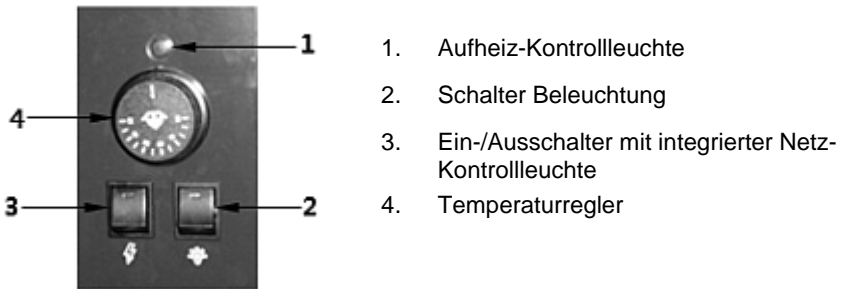 1
4
3
2
1. Aufheiz-Kontrollleuchte
2. Schalter Beleuchtung
3. Ein-/Ausschalter mit integrierter Netz-
Kontrollleuchte
4. Temperaturregler